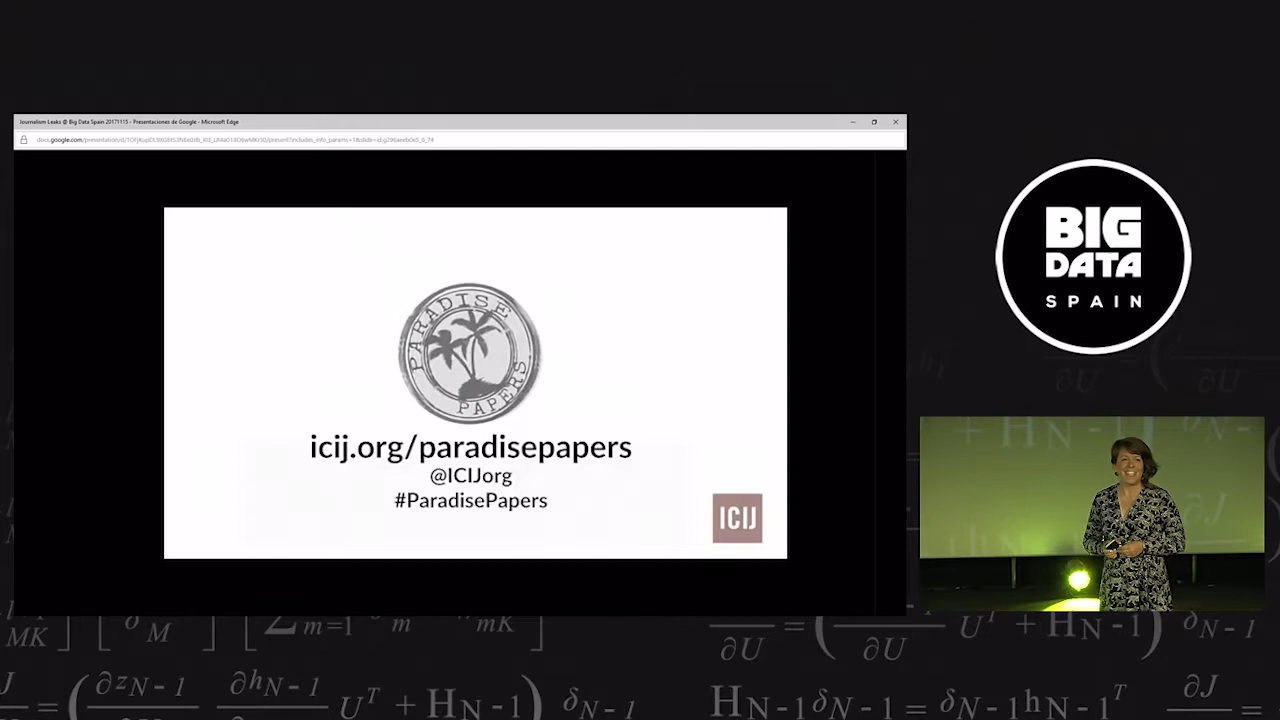 Journalism Leaks @ Big Data Spain 20171115 - Presentaciones de Google - Microsoft Edge
PARADISE
PAPERS
icij.org/paradisepapers
@ICIJorg
#ParadisePapers
ICIJ
BIG
DATA
SPAIN